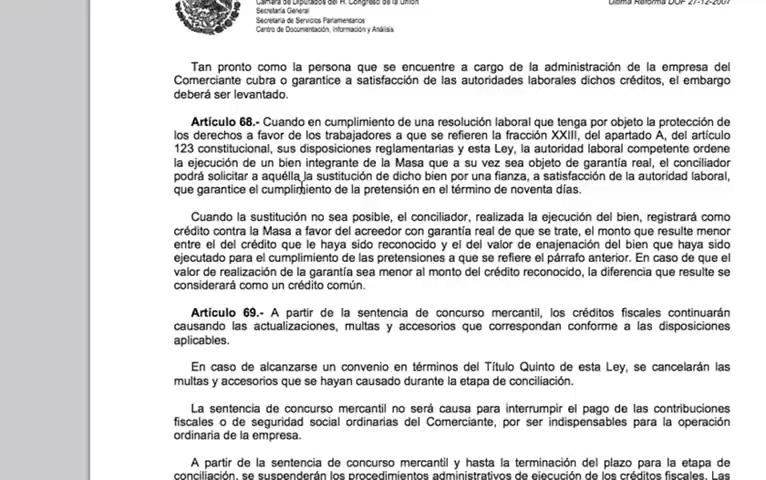 Cámara de Diputados del H. Congreso de la Unión
Secretaría General
Secretaría de Servicios Parlamentarios
Centro de Documentación, Información y Análisis
Última Reforma DOF 27-12-2007
Tan pronto como la persona que se encuentre a cargo de la administración de la empresa del
Comerciante cubra o garantice a satisfacción de las autoridades laborales dichos créditos, el embargo
deberá ser levantado.
Artículo 68.- Cuando en cumplimiento de una resolución laboral que tenga por objeto la protección de
los derechos a favor de los trabajadores a que se refieren la fracción XXIII, del apartado A, del artículo
123 constitucional, sus disposiciones reglamentarias y esta Ley, la autoridad laboral competente ordene
la ejecución de un bien integrante de la Masa que a su vez sea objeto de garantía real, el conciliador
podrá solicitar a aquélla la sustitución de dicho bien por una fianza, a satisfacción de la autoridad laboral,
que garantice el cumplimiento de la pretensión en el término de noventa días.
Cuando la sustitución no sea posible, el conciliador, realizada la ejecución del bien, registrará como
crédito contra la Masa a favor del acreedor con garantía real de que se trate, el monto que resulte menor
entre el del crédito que le haya sido reconocido y el del valor de enajenación del bien que haya sido
ejecutado para el cumplimiento de las pretensiones a que se refiere el párrafo anterior. En caso de que el
valor de realización de la garantía sea menor al monto del crédito reconocido, la diferencia que resulte se
considerará como un crédito común.
Artículo 69.- A partir de la sentencia de concurso mercantil, los créditos fiscales continuarán
causando las actualizaciones, multas y accesorios que correspondan conforme a las disposiciones
aplicables.
En caso de alcanzarse un convenio en términos del Título Quinto de esta Ley, se cancelarán las
multas y accesorios que se hayan causado durante la etapa de conciliación.
La sentencia de concurso mercantil no será causa para interrumpir el pago de las contribuciones
fiscales o de seguridad social ordinarias del Comerciante, por ser indispensables para la operación
ordinaria de la empresa.
A partir de la sentencia de concurso mercantil y hasta la terminación del plazo para la etapa de
conciliación, se suspenderán los procedimientos administrativos de ejecución de los créditos fiscales. Las